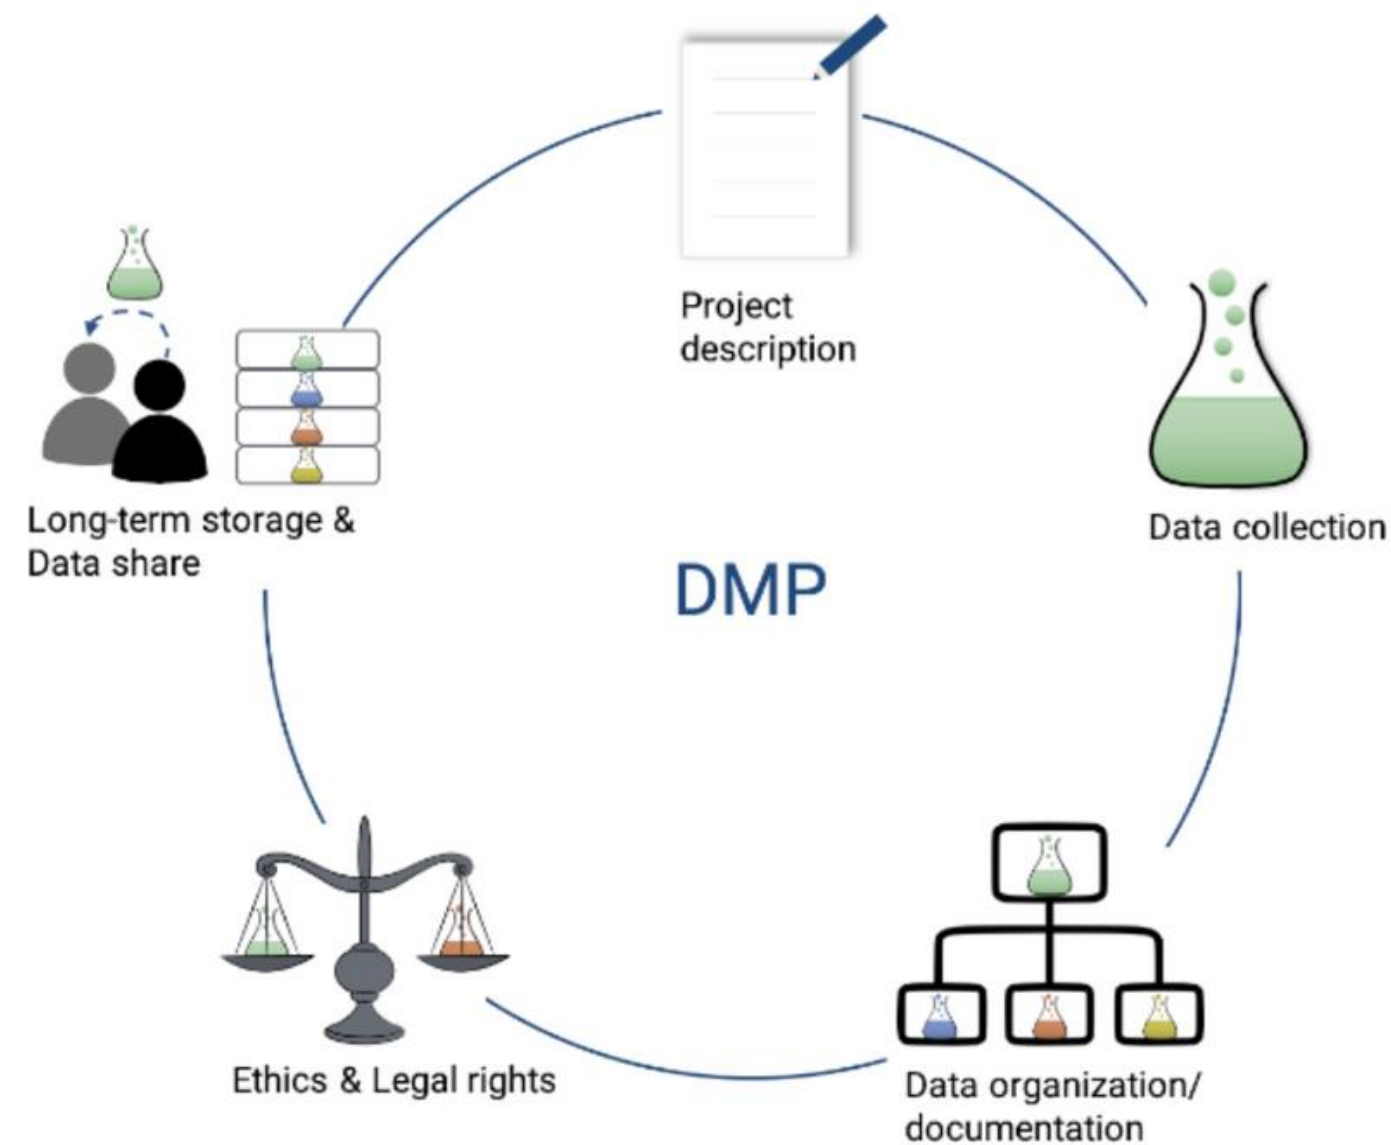 Project
description
Data collection
Long-term storage &
Data share
DMP
Ethics & Legal rights
Data organization/
documentation